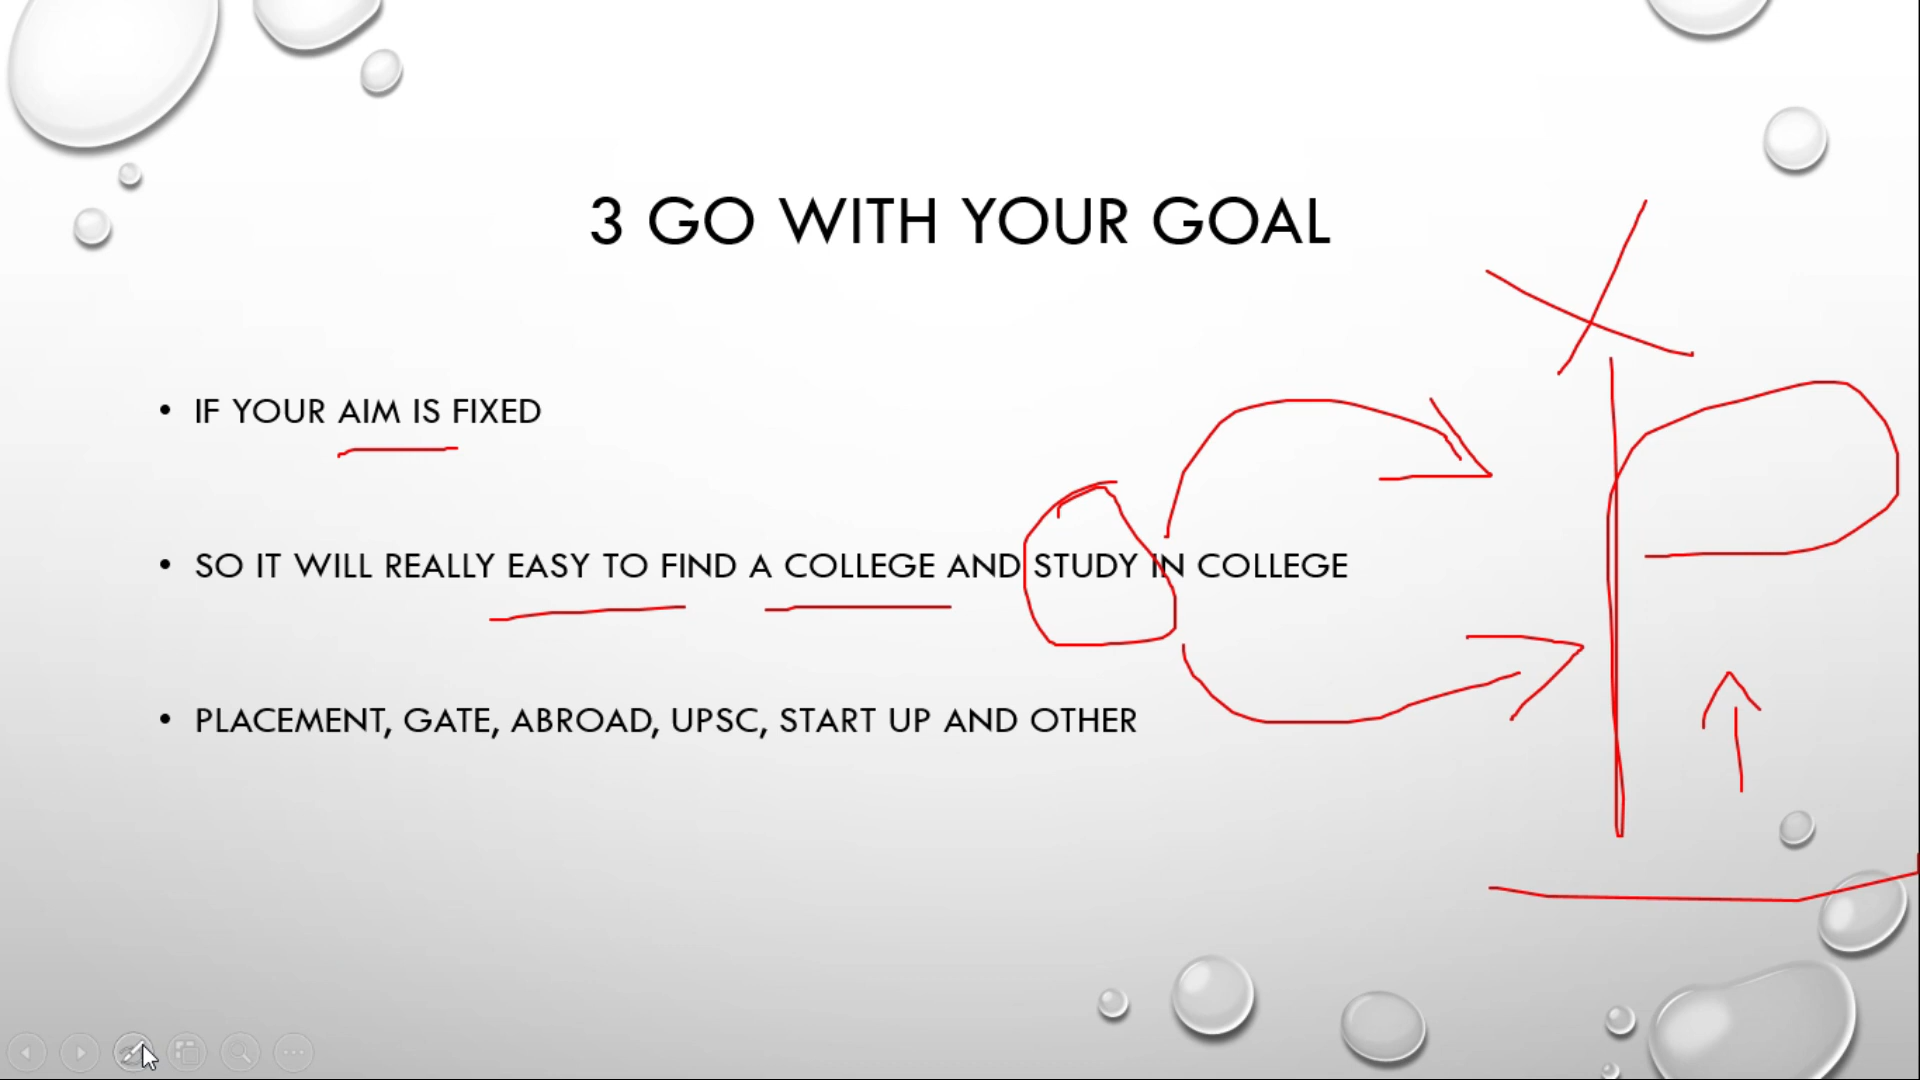 3 GO WITH YOUR GOAL
• IF YOUR AIM IS FIXED
• SO IT WILL REALLY EASY TO FIND A COLLEGE AND STUDY IN COLLEGE
• PLACEMENT, GATE, ABROAD, UPSC, START UP AND OTHER
X
P